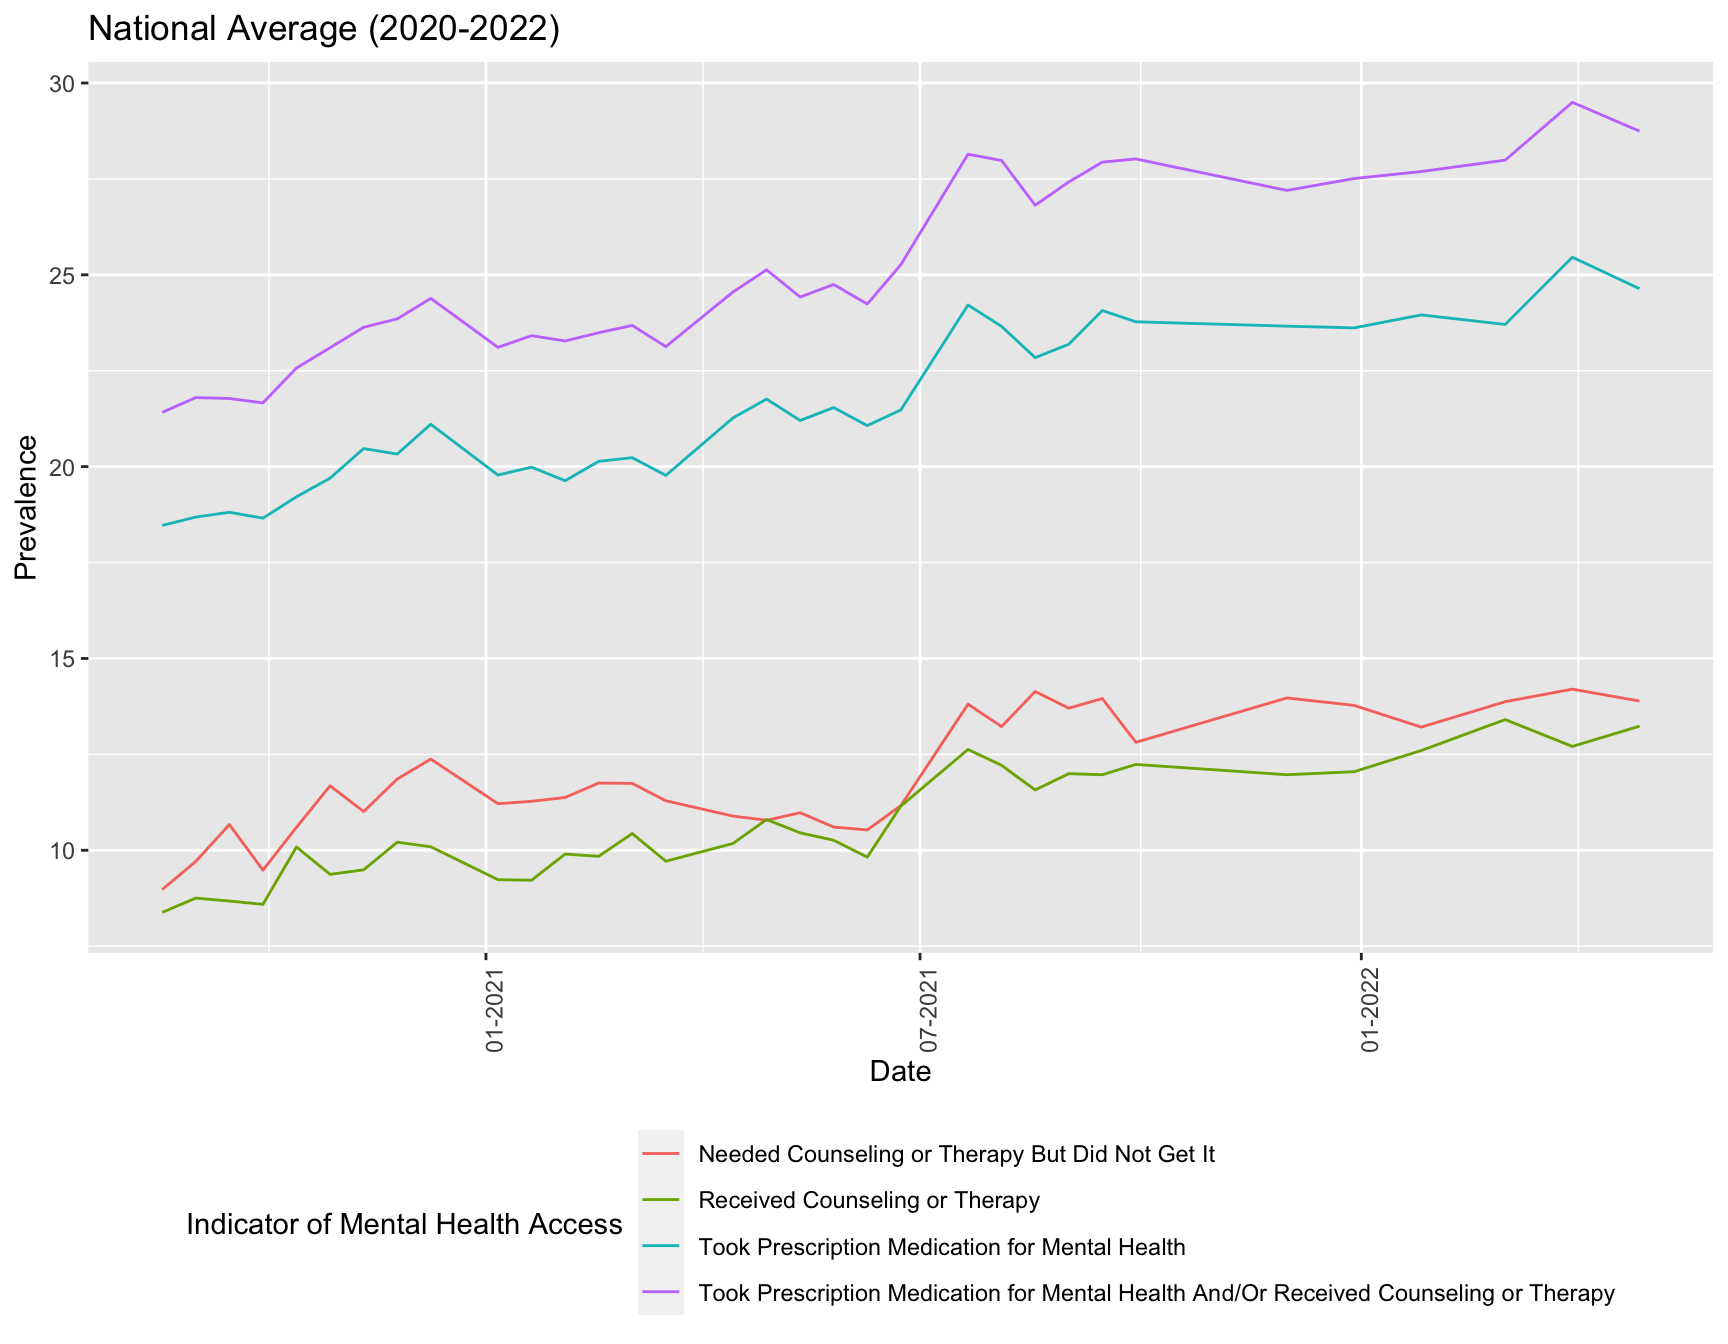 National Average (2020-2022)
30
25
20
15
10
Prevalence
01-2021
07-2021
01-2022
Date
Indicator of Mental Health Access
Needed Counseling or Therapy But Did Not Get It
Received Counseling or Therapy
Took Prescription Medication for Mental Health
Took Prescription Medication for Mental Health And/Or Received Counseling or Therapy